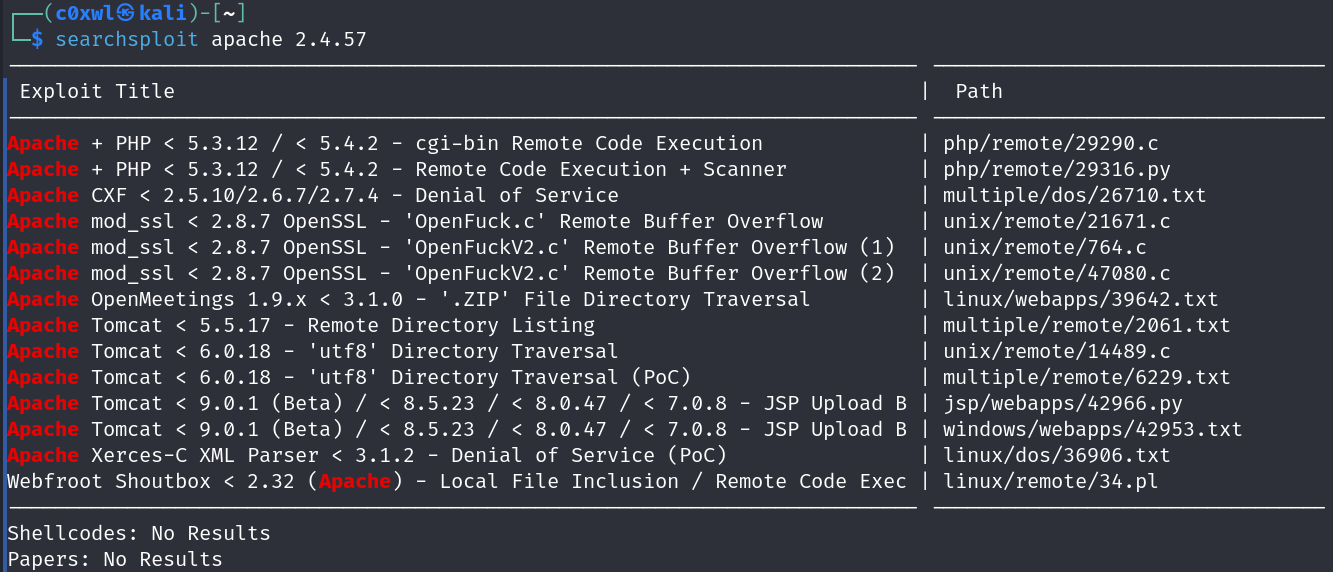 (c0xwl㉿kali)-[~]
$ searchsploit apache 2.4.57
Exploit Title | Path
Apache + PHP < 5.3.12 / < 5.4.2 - cgi-bin Remote Code Execution | php/remote/29290.c
Apache + PHP < 5.3.12 / < 5.4.2 - Remote Code Execution + Scanner | php/remote/29316.py
Apache CXF < 2.5.10/2.6.7/2.7.4 - Denial of Service | multiple/dos/26710.txt
Apache mod_ssl < 2.8.7 OpenSSL - 'OpenFuck.c' Remote Buffer Overflow | unix/remote/21671.c
Apache mod_ssl < 2.8.7 OpenSSL - 'OpenFuckV2.c' Remote Buffer Overflow (1) | unix/remote/764.c
Apache mod_ssl < 2.8.7 OpenSSL - 'OpenFuckV2.c' Remote Buffer Overflow (2) | unix/remote/47080.c
Apache OpenMeetings 1.9.x < 3.1.0 - '.ZIP' File Directory Traversal | linux/webapps/39642.txt
Apache Tomcat < 5.5.17 - Remote Directory Listing | multiple/remote/2061.txt
Apache Tomcat < 6.0.18 - 'utf8' Directory Traversal | unix/remote/14489.c
Apache Tomcat < 6.0.18 - 'utf8' Directory Traversal (PoC) | multiple/remote/6229.txt
Apache Tomcat < 9.0.1 (Beta) / < 8.5.23 / < 8.0.47 / < 7.0.8 - JSP Upload B | jsp/webapps/42966.py
Apache Tomcat < 9.0.1 (Beta) / < 8.5.23 / < 8.0.47 / < 7.0.8 - JSP Upload B | windows/webapps/42953.txt
Apache Xerces-C XML Parser < 3.1.2 - Denial of Service (PoC) | linux/dos/36906.txt
Webfroot Shoutbox < 2.32 (Apache) - Local File Inclusion / Remote Code Exec | linux/remote/34.pl
Shellcodes: No Results
Papers: No Results